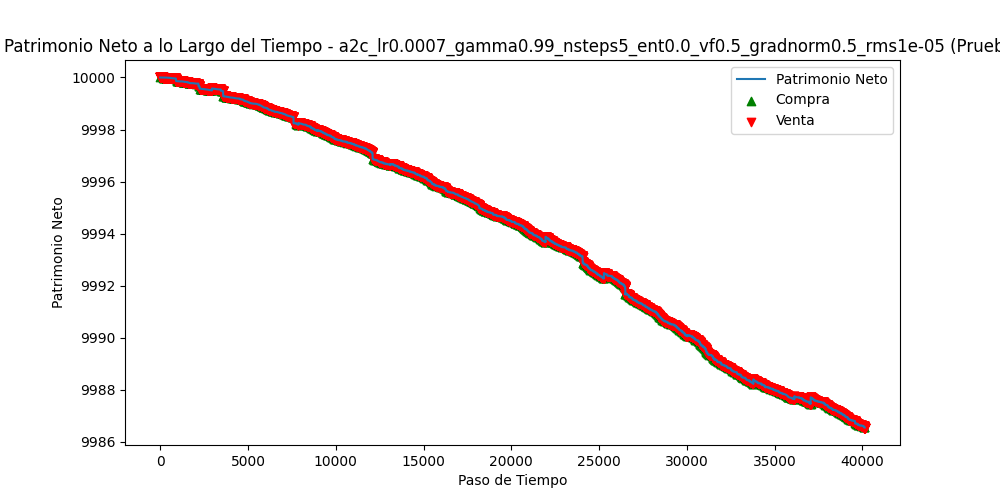 Patrimonio Neto a lo Largo del Tiempo - a2c_lr0.0007_gamma0.99_nsteps5_ent0.0_vf0.5_gradnorm0.5_rms1e-05 (Prueb
Patrimonio Neto
Compra
Venta
10000
9998
9996
9994
9992
9990
9988
9986
Patrimonio Neto
0
5000
10000
15000
20000
25000
30000
35000
40000
Paso de Tiempo